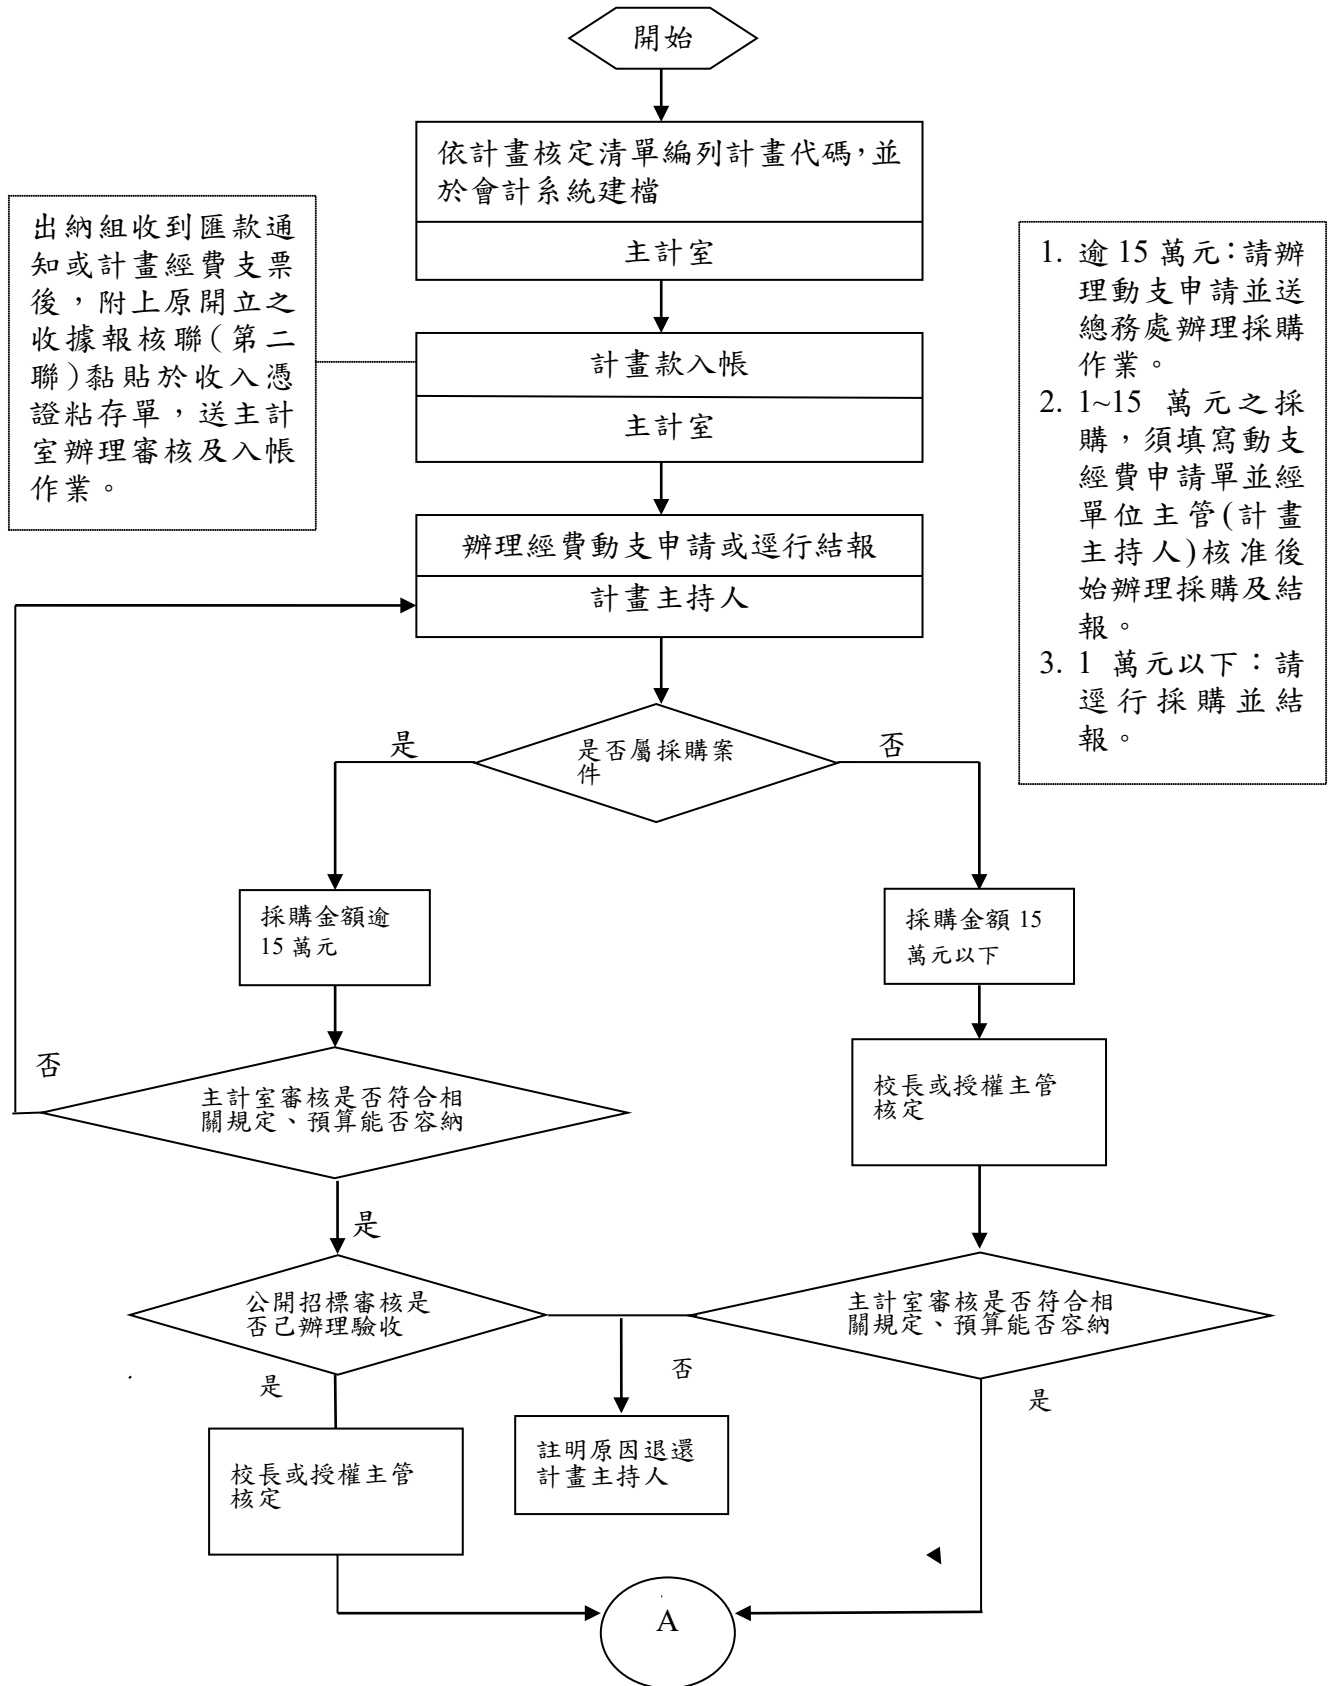 開始
依計畫核定清單編列計畫代碼，並
於會計系統建檔
主計室
出納組收到匯款通
知或計畫經費支票
後，附上原開立之
收據報核聯(第二
聯)黏貼於收入憑
證粘存單，送主計
室辦理審核及入帳
作業。
計畫款入帳
主計室
1. 逾 15 萬元：請辦
理動支申請並送
總務處辦理採購
作業。
2. 1~15 萬元之採
購，須填寫動支
經費申請單並經
單位主管(計畫
主持人)核准後
始辦理採購及結
報。
3. 1 萬元以下：請
逕行採購並結
報。
辦理經費動支申請或逕行結報
計畫主持人
是否屬採購案
件
是
否
採購金額逾
15 萬元
採購金額 15
萬元以下
否
主計室審核是否符合相
關規定、預算能否容納
校長或授權主管
核定
是
公開招標審核是
否已辦理驗收
主計室審核是否符合相
關規定、預算能否容納
是
否
是
校長或授權主管
核定
註明原因退還
計畫主持人
A